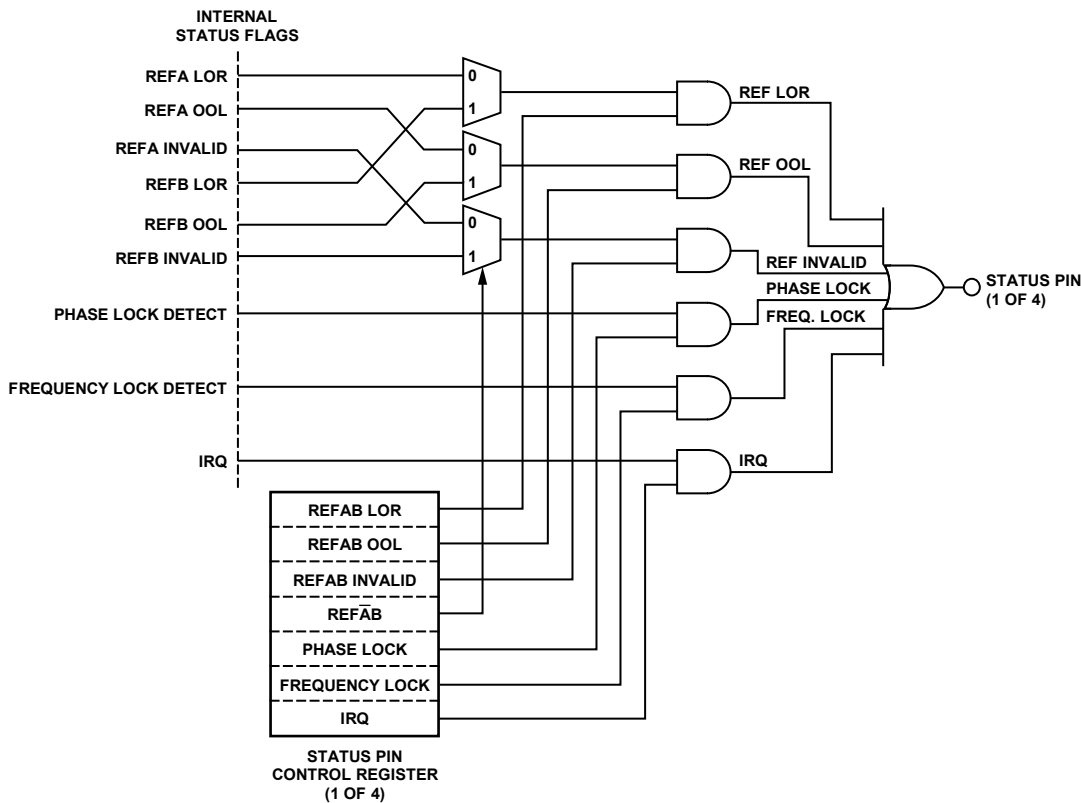 INTERNAL
STATUS FLAGS
REFA LOR
REFA OOL
REFA INVALID
REFB LOR
REFB OOL
REFB INVALID
PHASE LOCK DETECT
FREQUENCY LOCK DETECT
IRQ
0
1
0
1
0
1
REF LOR
REF OOL
REF INVALID
PHASE LOCK
FREQ. LOCK
IRQ
STATUS PIN
(1 OF 4)
REFAB LOR
REFAB OOL
REFAB INVALID
REFA̅B
PHASE LOCK
FREQUENCY LOCK
IRQ
STATUS PIN
CONTROL REGISTER
(1 OF 4)